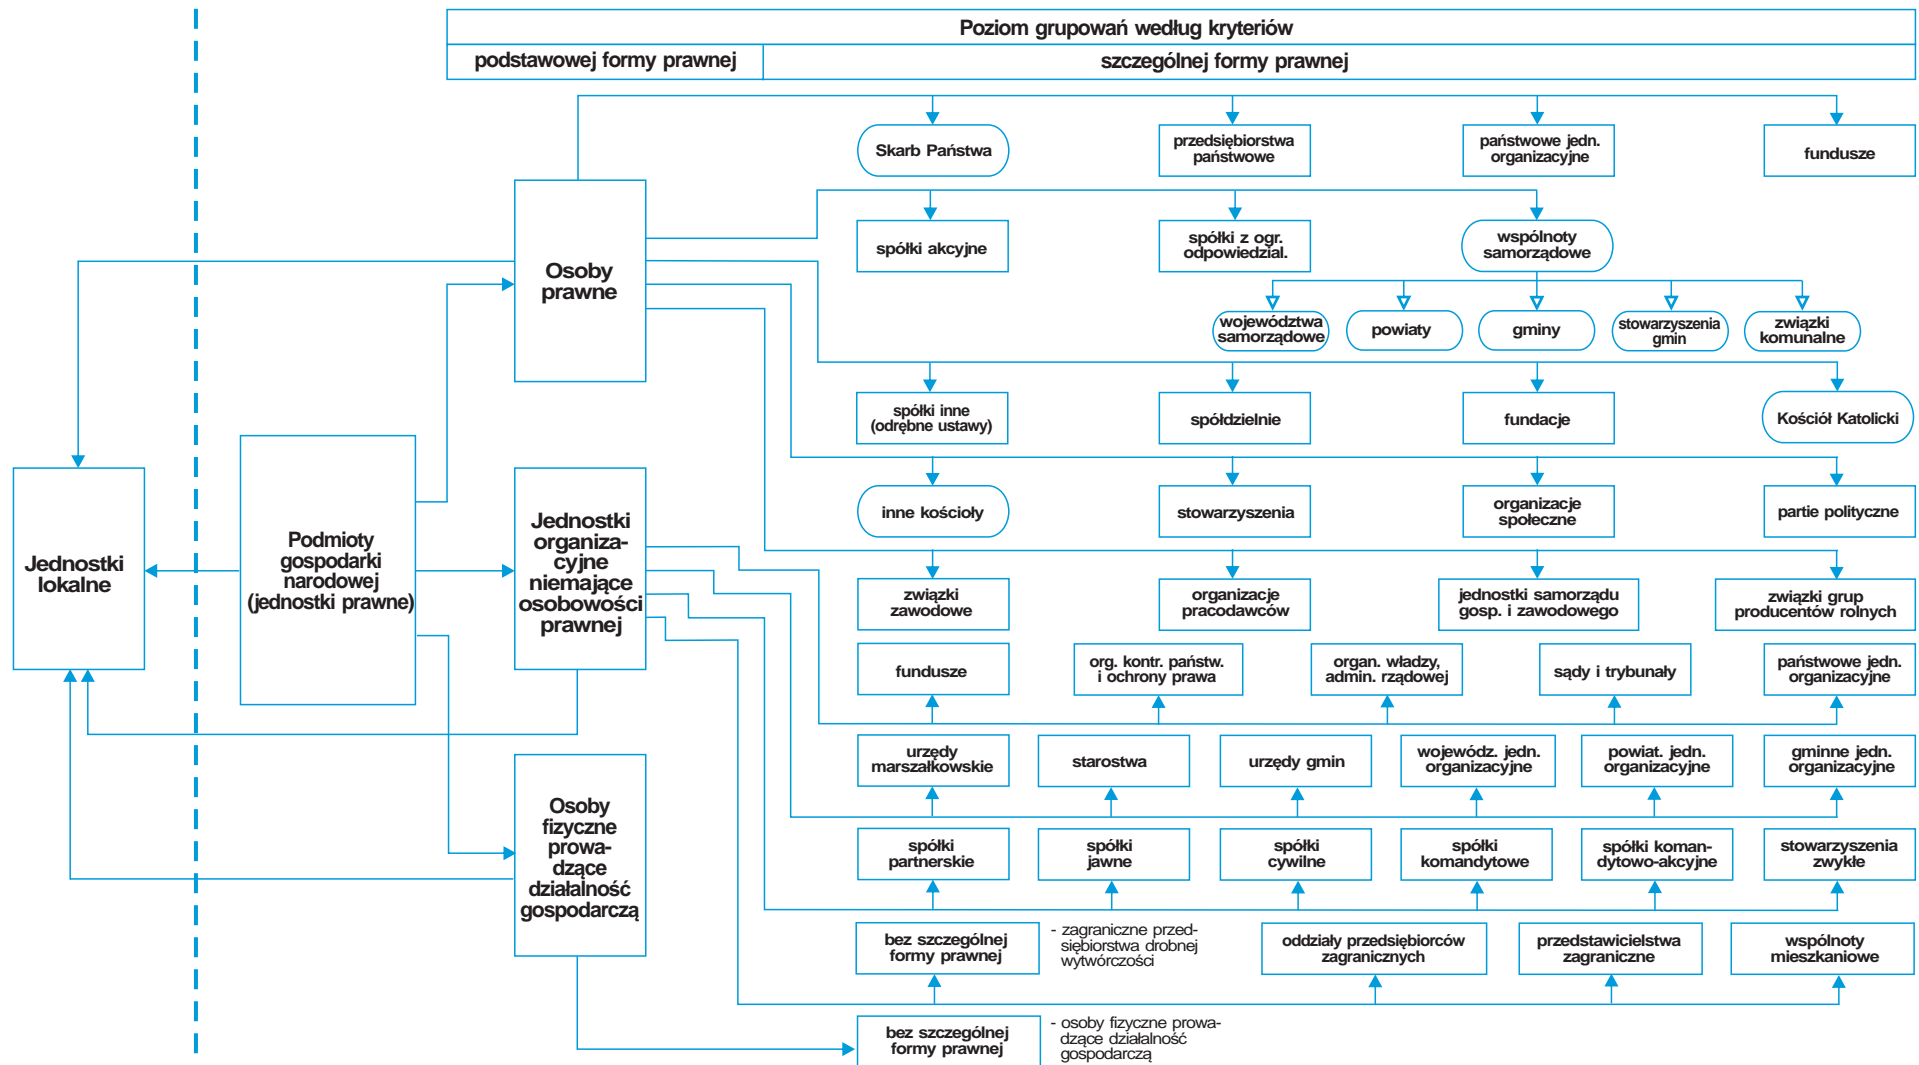 Poziom grupowań według kryteriów
podstawowej formy prawnej
szczególnej formy prawnej
Skarb Państwa
przedsiębiorstwa
państwowe
państwowe jedn.
organizacyjne
fundusze
Osoby
prawne
spółki akcyjne
spółki z ogr.
odpowiedzial.
wspólnoty
samorządowe
województwa
samorządowe
powiaty
gminy
stowarzyszenia
gmin
związki
komunalne
spółki inne
(odrębne ustawy)
spółdzielnie
fundacje
Kościół Katolicki
inne kościoły
stowarzyszenia
organizacje
społeczne
partie polityczne
Jednostki
lokalne
Podmioty
gospodarki
narodowej
(jednostki prawne)
Jednostki
organiza-
cyjne
niemające
osobowości
prawnej
związki
zawodowe
organizacje
pracodawców
jednostki samorządu
gosp. i zawodowego
związki grup
producentów rolnych
fundusze
org. kontr. państw.
i ochrony prawa
organ. władzy,
admin. rządowej
sądy i trybunały
państwowe jedn.
organizacyjne
urzędy
marszałkowskie
starostwa
urzędy gmin
wojewódz. jedn.
organizacyjne
powiat. jedn.
organizacyjne
gminne jedn.
organizacyjne
Osoby
fizyczne
prowa-
dzące
działalność
gospodarczą
spółki
partnerskie
spółki
jawne
spółki
cywilne
spółki
komandytowe
spółki koman-
dytowo-akcyjne
stowarzyszenia
zwykłe
bez szczególnej
formy prawnej
- zagraniczne przed-
siębiorstwa drobnej
wytwórczości
oddziały przedsiębiorców
zagranicznych
przedstawicielstwa
zagraniczne
wspólnoty
mieszkaniowe
bez szczególnej
formy prawnej
- osoby fizyczne prowa-
dzące działalność
gospodarczą